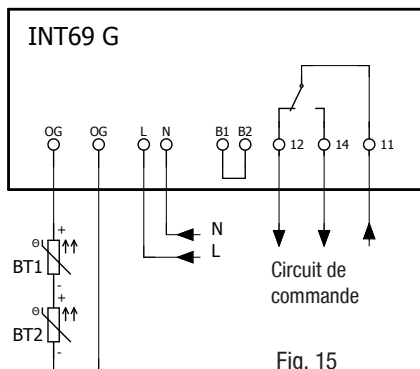 INT69 G
OG OG L N B1 B2 12 14 11
+
Θ
BT1
-
+
Θ
BT2
-
N
L
Circuit de
commande
Fig. 15